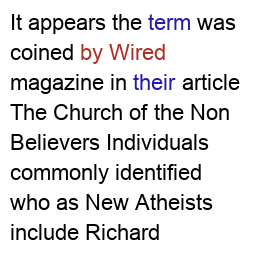 It appears the term was
coined by Wired
magazine in their article
The Church of the Non
Believers Individuals
commonly identified
who as New Atheists
include Richard